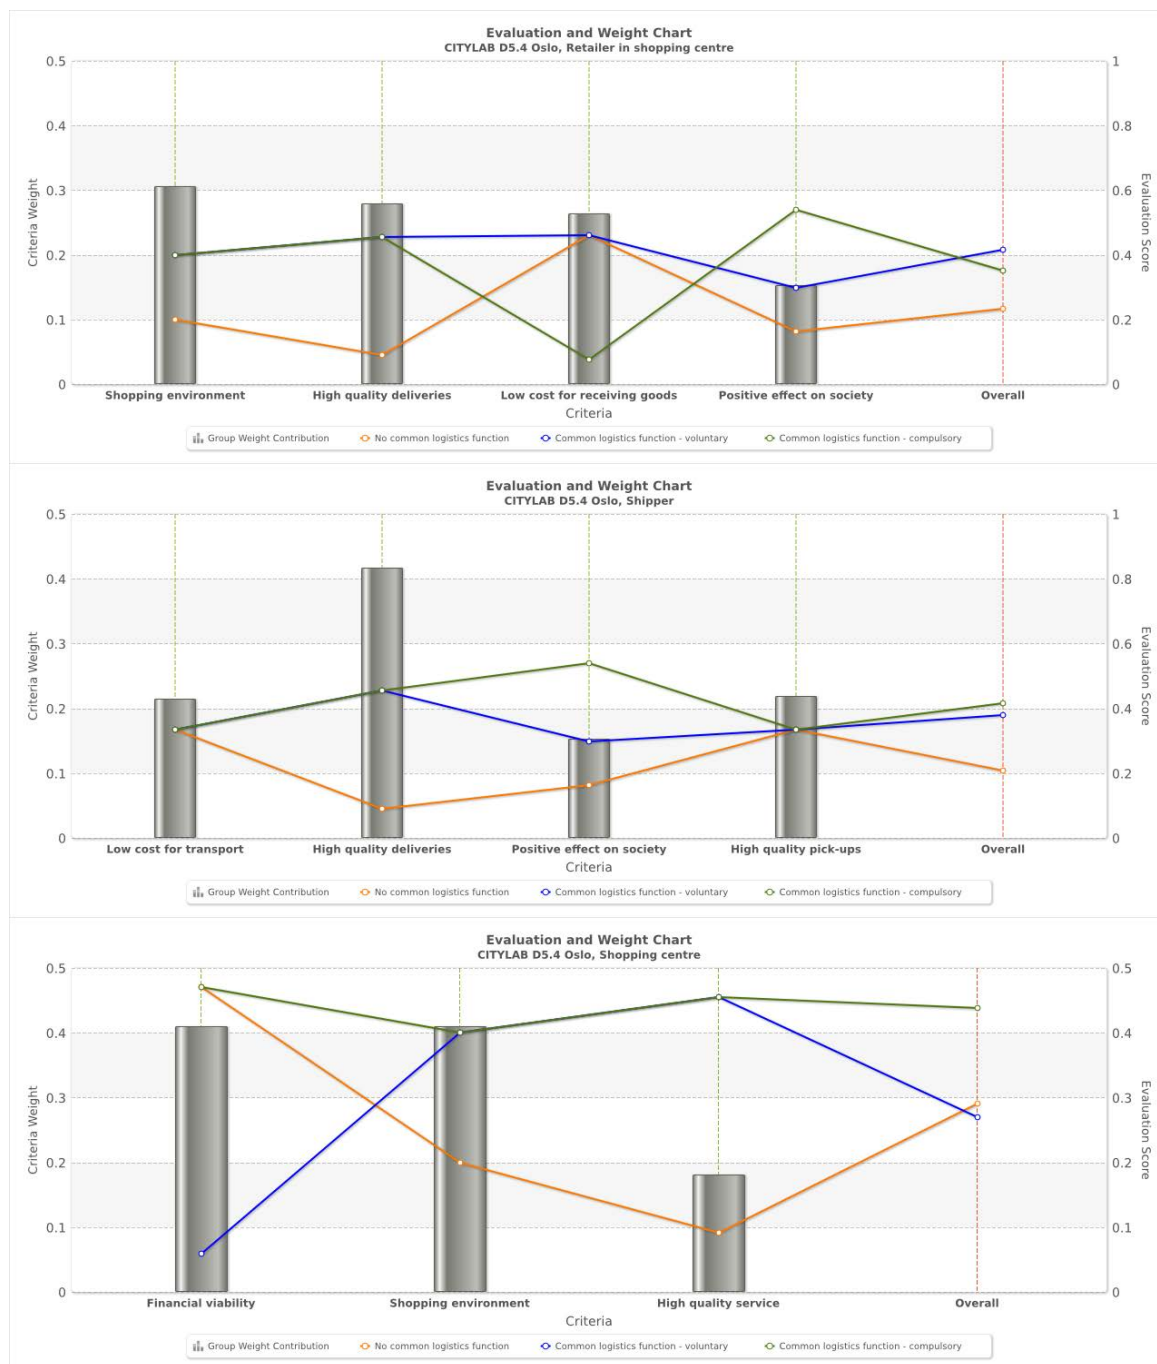 Evaluation and Weight Chart
CITYLAB D5.4 Oslo, Retailer in shopping centre
0.5 1
0.4 0.8
0.3 0.6
Criteria Weight
Evaluation Score
0.2 0.4
0.1 0.2
0 0
Shopping environment High quality deliveries Low cost for receiving goods Positive effect on society Overall
Criteria
Group Weight Contribution No common logistics function Common logistics function - voluntary Common logistics function - compulsory
Evaluation and Weight Chart
CITYLAB D5.4 Oslo, Shipper
0.5 1
0.4 0.8
0.3 0.6
Criteria Weight
Evaluation Score
0.2 0.4
0.1 0.2
0 0
Low cost for transport High quality deliveries Positive effect on society High quality pick-ups Overall
Criteria
Group Weight Contribution No common logistics function Common logistics function - voluntary Common logistics function - compulsory
Evaluation and Weight Chart
CITYLAB D5.4 Oslo, Shopping centre
0.5 0.5
0.4 0.4
0.3 0.3
Criteria Weight
Evaluation Score
0.2 0.2
0.1 0.1
0 0
Financial viability Shopping environment High quality service Overall
Criteria
Group Weight Contribution No common logistics function Common logistics function - voluntary Common logistics function - compulsory